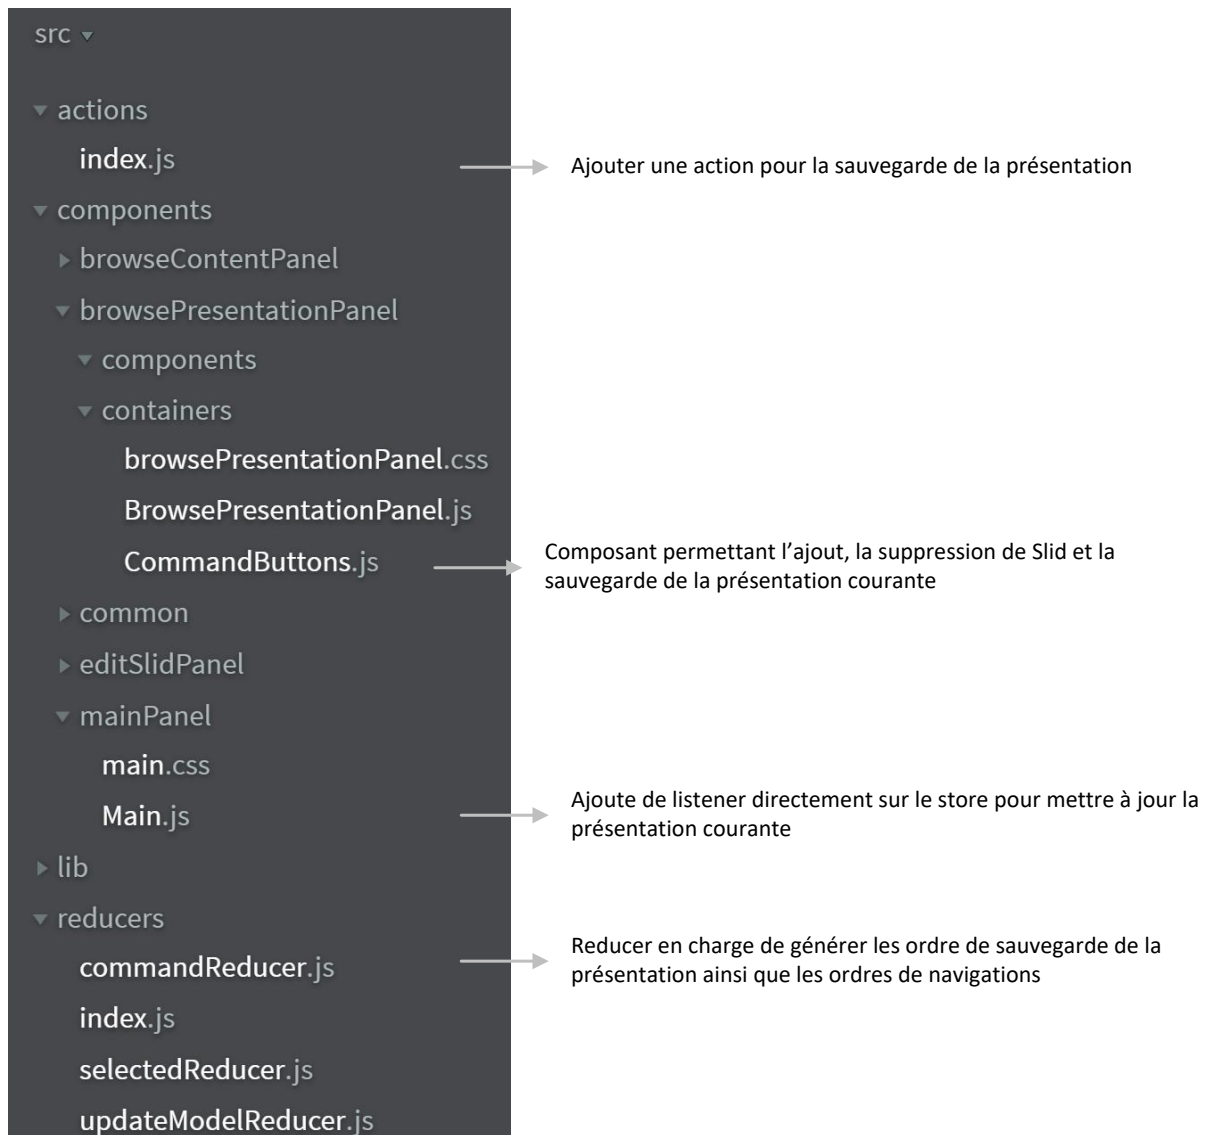 src
actions
index.js
Ajouter une action pour la sauvegarde de la présentation
components
browseContentPanel
browsePresentationPanel
components
containers
browsePresentationPanel.css
BrowsePresentationPanel.js
CommandButtons.js
Composant permettant l’ajout, la suppression de Slid et la
sauvegarde de la présentation courante
common
editSlidPanel
mainPanel
main.css
Main.js
Ajoute de listener directement sur le store pour mettre à jour la
présentation courante
lib
reducers
commandReducer.js
Reducer en charge de générer les ordre de sauvegarde de la
présentation ainsi que les ordres de navigations
index.js
selectedReducer.js
updateModelReducer.js